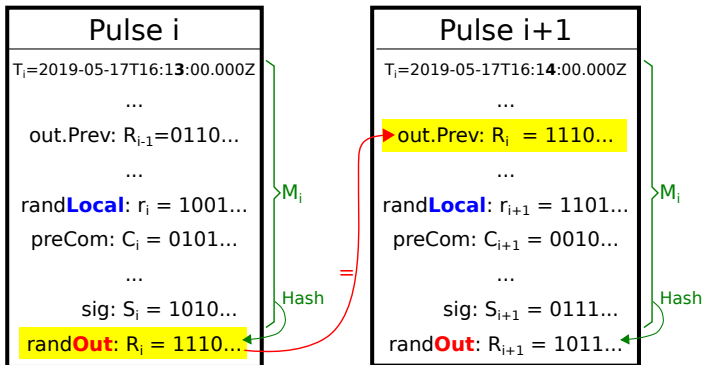 Pulse i
Tᵢ=2019-05-17T16:13:00.000Z
...
out.Prev: Rᵢ₋₁=0110...
...
randLocal: rᵢ = 1001...
preCom: Cᵢ = 0101...
...
sig: Sᵢ = 1010...
randOut: Rᵢ = 1110...
Mᵢ
Hash
=
Pulse i+1
Tᵢ=2019-05-17T16:14:00.000Z
...
out.Prev: Rᵢ = 1110...
...
randLocal: rᵢ₊₁ = 1101...
preCom: Cᵢ₊₁ = 0010...
...
sig: Sᵢ₊₁ = 0111...
randOut: Rᵢ₊₁ = 1011...
Mᵢ
Hash